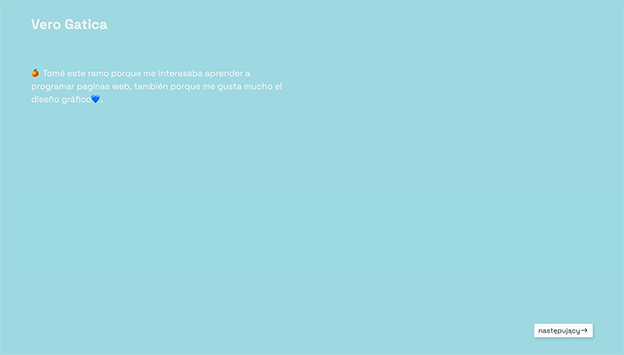 Vero Gatica
🍊 Tomé este ramo porque me interesaba aprender a
programar paginas web, también porque me gusta mucho el
diseño gráfico💙.
następujący→